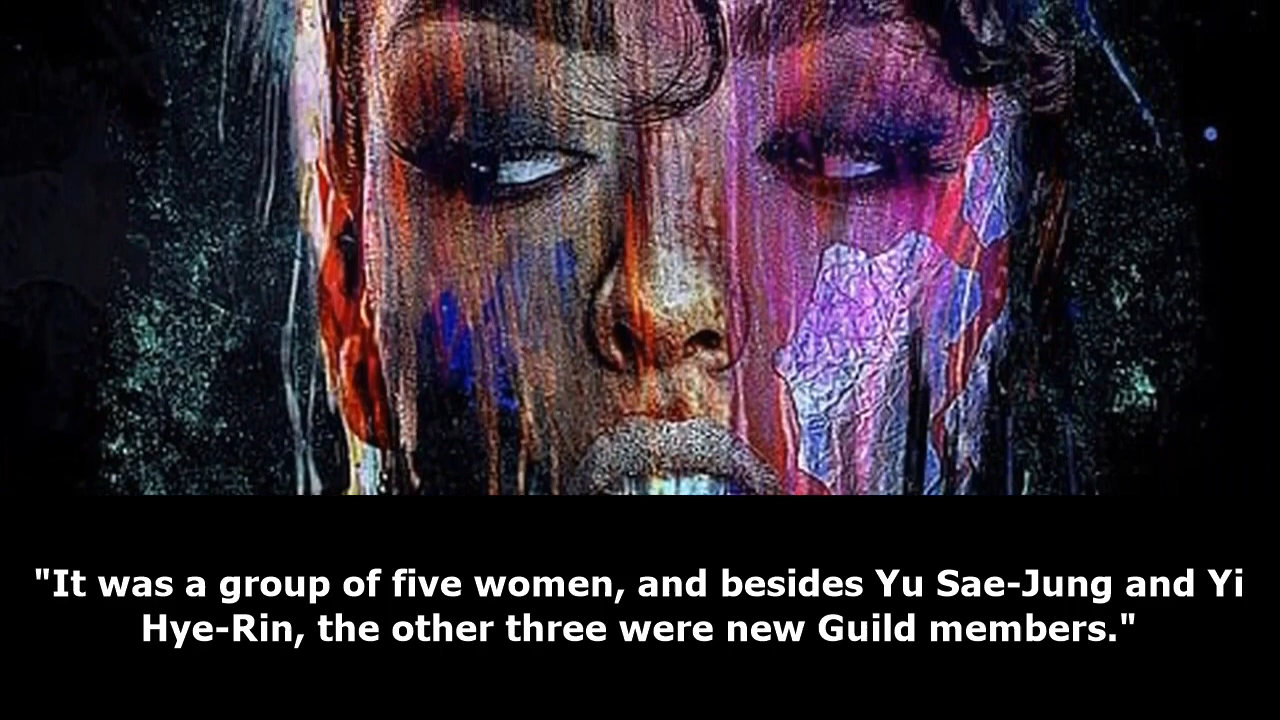 "It was a group of five women, and besides Yu Sae-Jung and Yi
Hye-Rin, the other three were new Guild members."